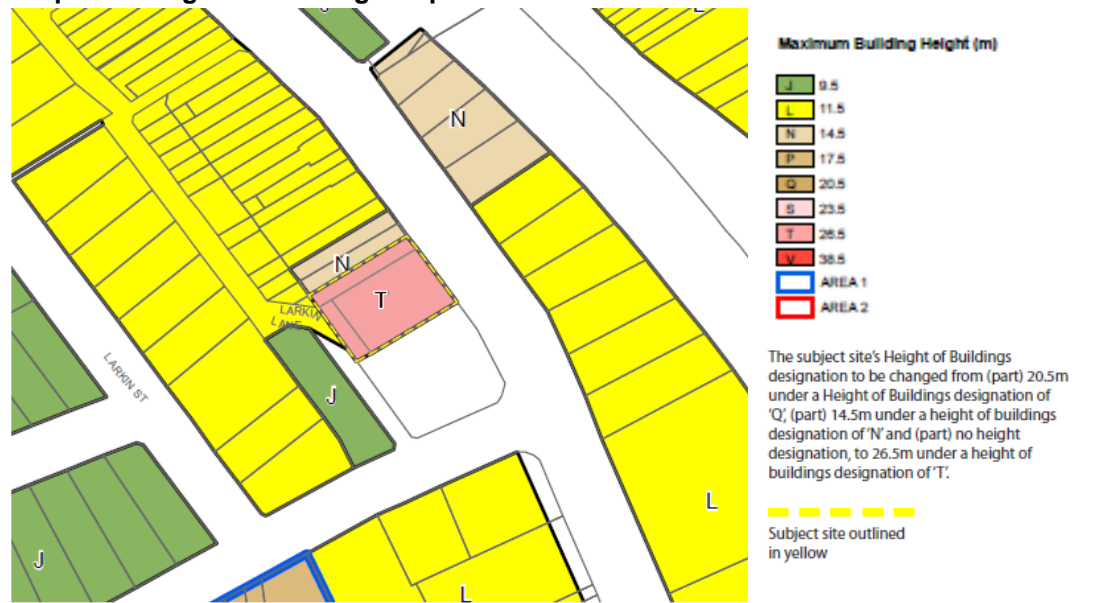 Maximum Building Height (m)
J 9.5
L 11.5
N 14.5
P 17.5
Q 20.5
S 23.5
T 26.5
V 38.5
AREA 1
AREA 2
The subject site's Height of Buildings
designation to be changed from (part) 20.5m
under a Height of Buildings designation of
'Q', (part) 14.5m under a height of buildings
designation of 'N' and (part) no height
designation, to 26.5m under a height of
buildings designation of 'T'.
Subject site outlined
in yellow
N
N
T
LARKIN
LANE
LARKIN ST
J
L
J
L